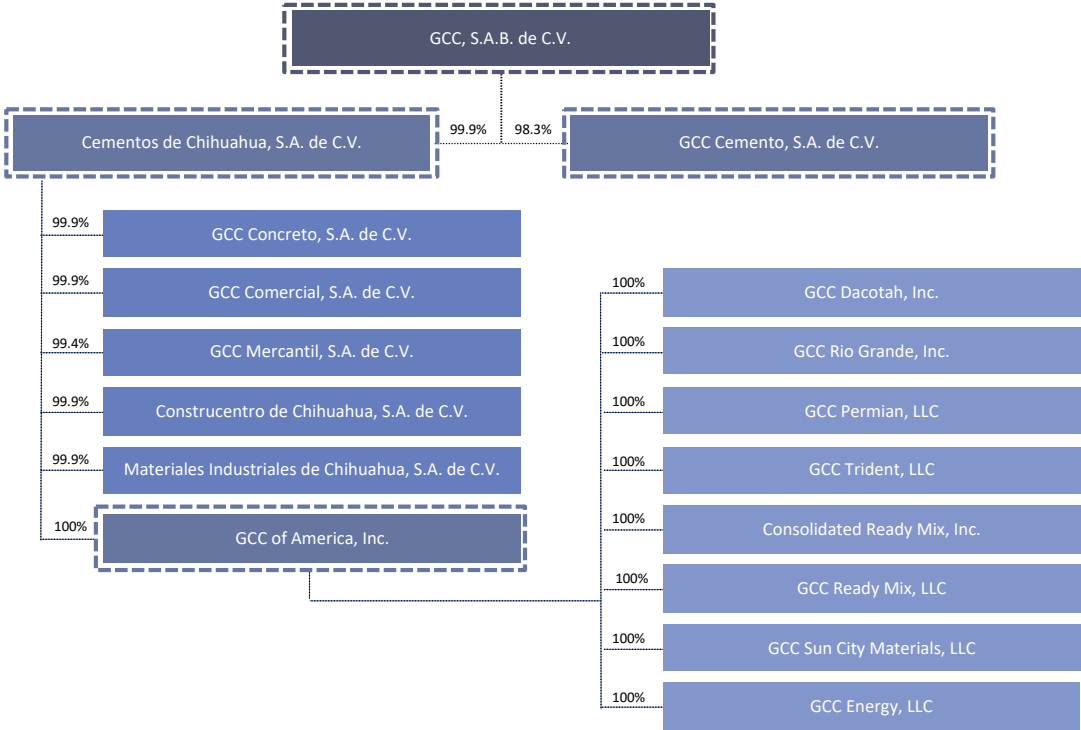 GCC, S.A.B. de C.V.
99.9%
98.3%
Cementos de Chihuahua, S.A. de C.V.
GCC Cemento, S.A. de C.V.
99.9%
GCC Concreto, S.A. de C.V.
99.9%
GCC Comercial, S.A. de C.V.
99.4%
GCC Mercantil, S.A. de C.V.
99.9%
Construcentro de Chihuahua, S.A. de C.V.
99.9%
Materiales Industriales de Chihuahua, S.A. de C.V.
100%
GCC of America, Inc.
100%
GCC Dacotah, Inc.
100%
GCC Rio Grande, Inc.
100%
GCC Permian, LLC
100%
GCC Trident, LLC
100%
Consolidated Ready Mix, Inc.
100%
GCC Ready Mix, LLC
100%
GCC Sun City Materials, LLC
100%
GCC Energy, LLC